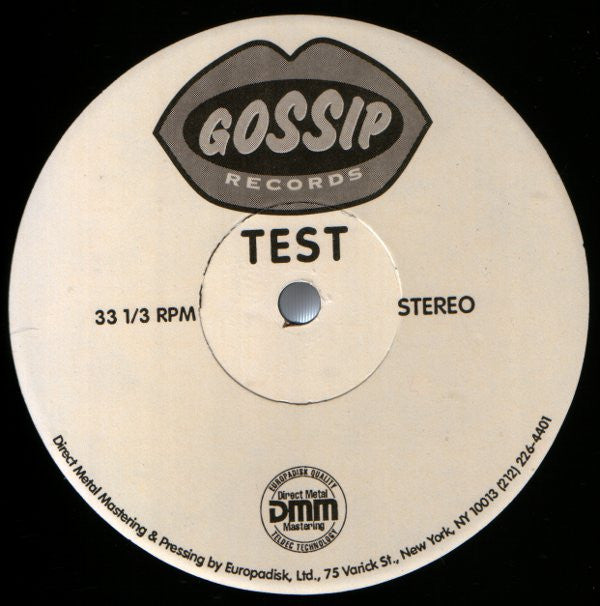 GOSSIP
RECORDS
TEST
33 1/3 RPM
STEREO
EUROPADISK QUALITY
Direct Metal
DMM
Mastering
TELDEC TECHNOLOGY
Direct Metal Mastering & Pressing by Europadisk, Ltd., 75 Varick St., New York, NY 10013 (212) 226-4401